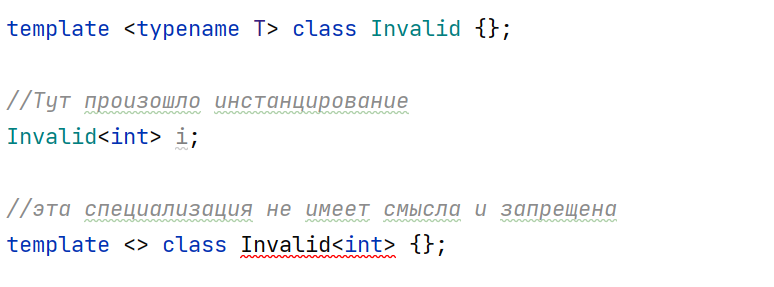 template <typename T> class Invalid {};
//Тут произошло инстанцирование
Invalid<int> i;
//эта специализация не имеет смысла и запрещена
template <> class Invalid<int> {};